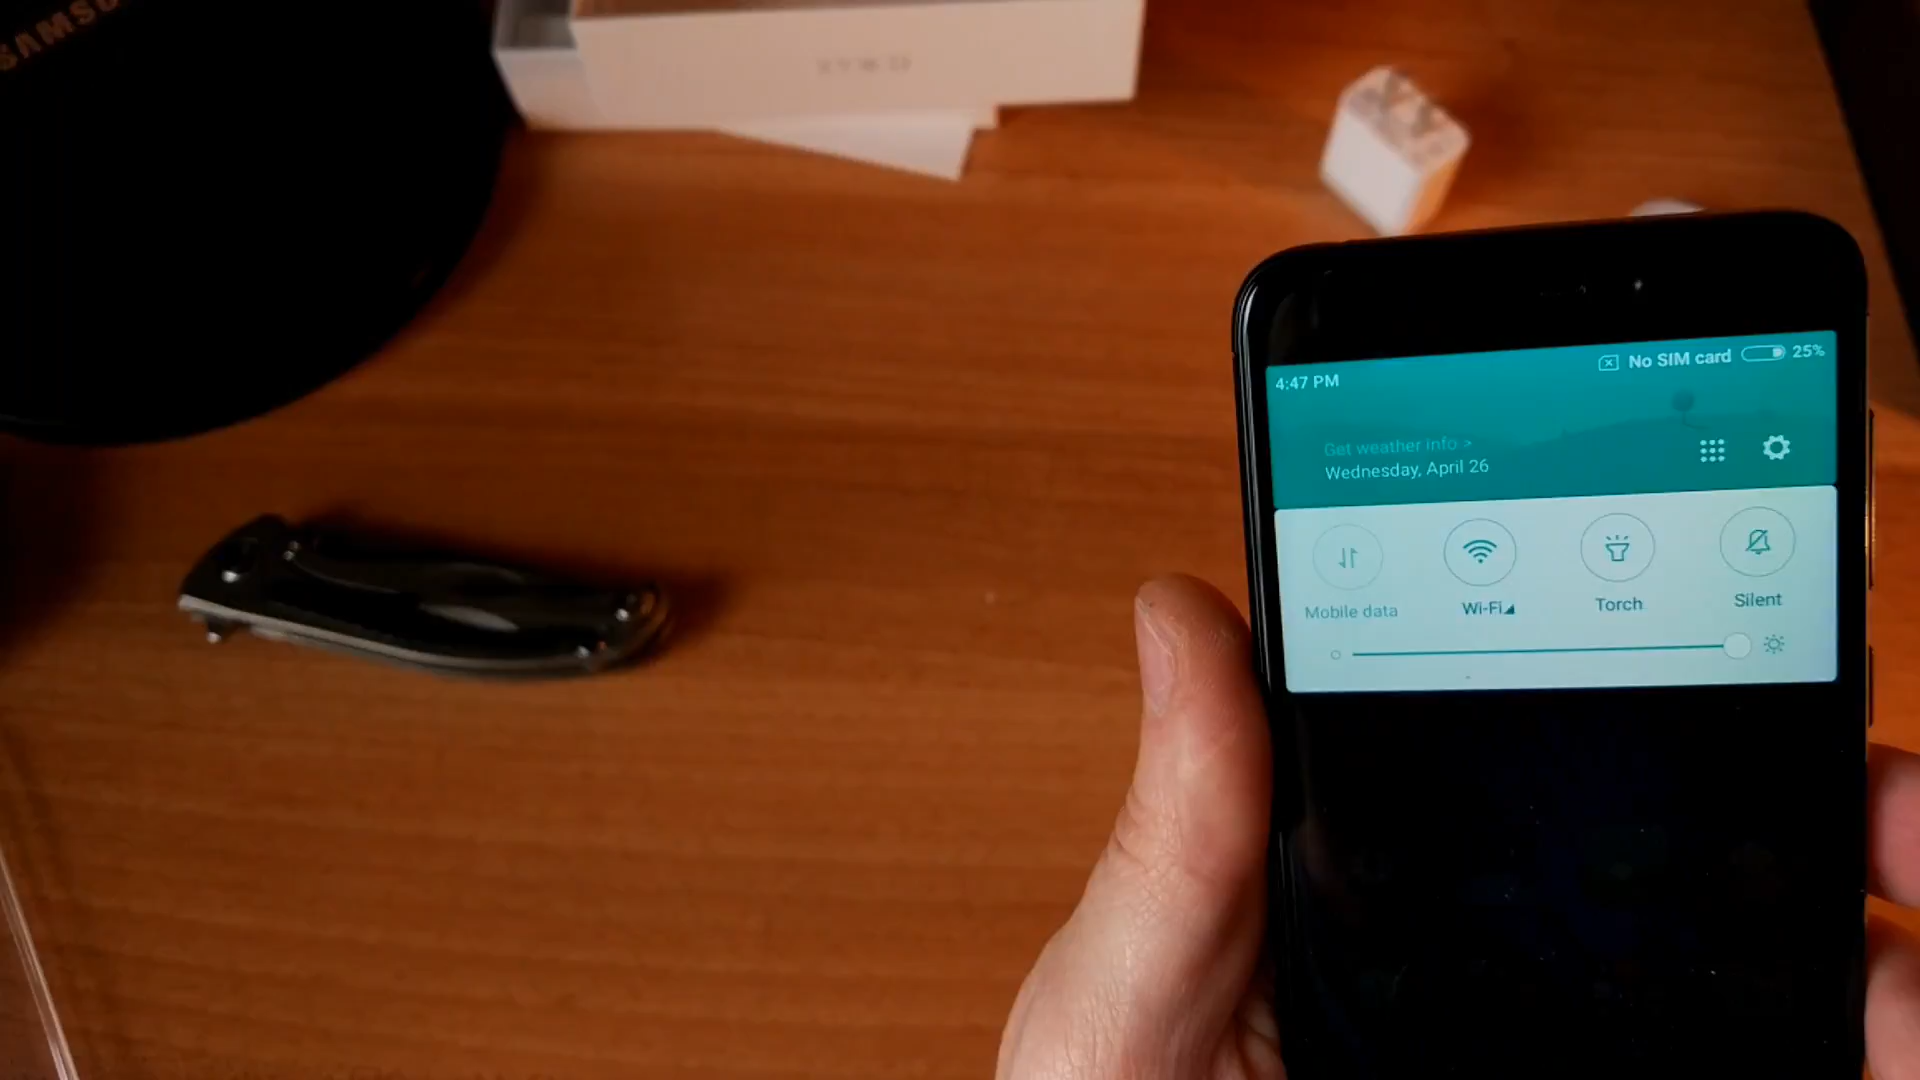 SAMSU
4:47 PM
No SIM card
25%
Get weather info >
Wednesday, April 26
Mobile data
Wi-Fi
Torch
Silent